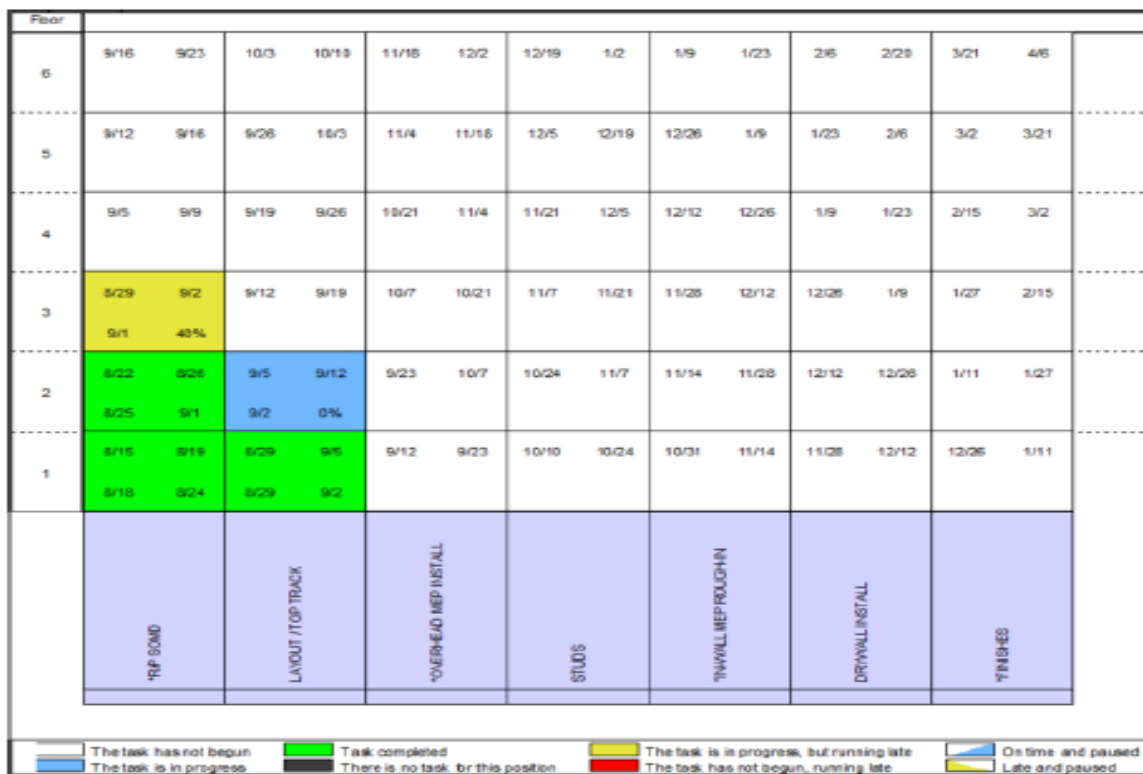 Floor
6 9/16 9/23 10/3 10/10 11/18 12/2 12/19 1/2 1/9 1/23 2/6 2/20 3/21 4/6
5 9/12 9/16 9/26 10/3 11/4 11/18 12/5 12/19 12/26 1/9 1/23 2/6 3/2 3/21
4 9/5 9/9 9/19 9/26 10/21 11/4 11/21 12/5 12/12 12/26 1/9 1/23 2/15 3/2
3 8/29 9/2 9/12 9/19 10/7 10/21 11/7 11/21 11/28 12/12 12/26 1/9 1/27 2/15
9/1 40%
2 8/22 8/26 9/5 9/12 9/23 10/7 10/24 11/7 11/14 11/28 12/12 12/26 1/11 1/27
8/25 9/1 9/2 0%
1 8/15 8/19 8/29 9/5 9/12 9/23 10/10 10/24 10/31 11/14 11/28 12/12 12/26 1/11
8/18 8/24 8/29 9/2
*R/P SOMD
LAYOUT / TOP TRACK
*OVERHEAD MEP INSTALL
STUDS
*IN-WALL MEP ROUGH-IN
DRYWALL INSTALL
*FINISHES
The task has not begun Task completed The task is in progress, but running late On time and paused
The task is in progress There is no task for this position The task has not begun, running late Late and paused